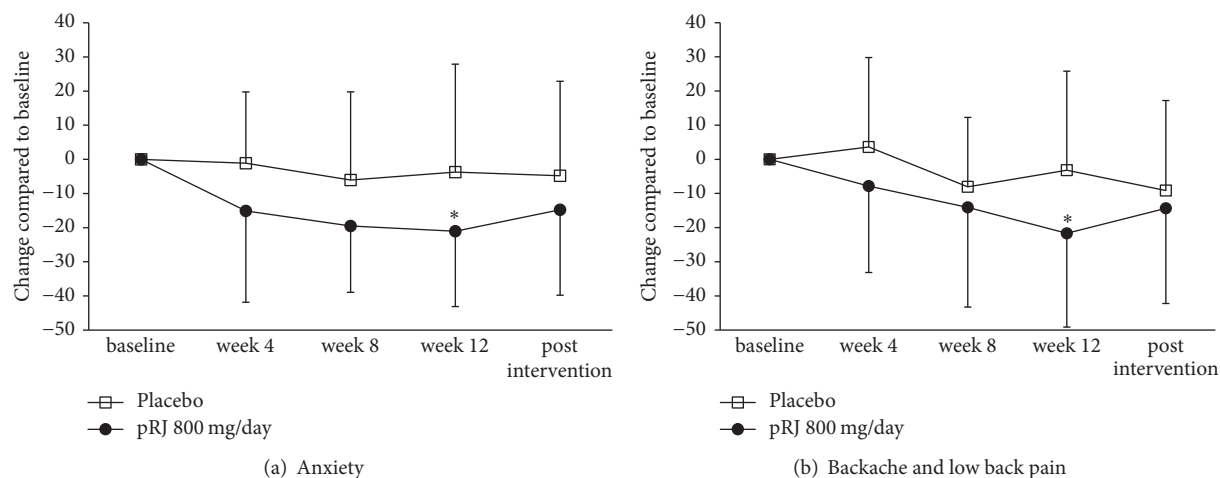 Change compared to baseline
40
30
20
10
0
−10
−20
−30
−40
−50
*
baseline
week 4
week 8
week 12
post
intervention
Placebo
pRJ 800 mg/day
(a) Anxiety
Change compared to baseline
40
30
20
10
0
−10
−20
−30
−40
−50
*
baseline
week 4
week 8
week 12
post
intervention
Placebo
pRJ 800 mg/day
(b) Backache and low back pain